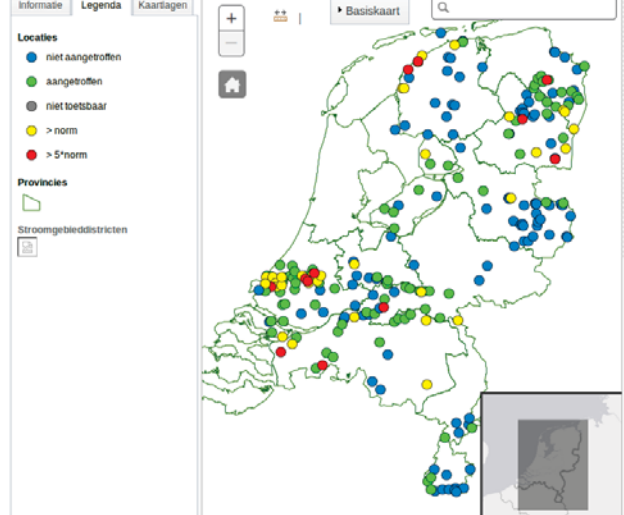 Informatie Legenda Kaartlagen
Locaties
niet aangetroffen
aangetroffen
niet toetsbaar
> norm
> 5*norm
Provincies
Stroomgebieddistricten
+
−
Basiskaart